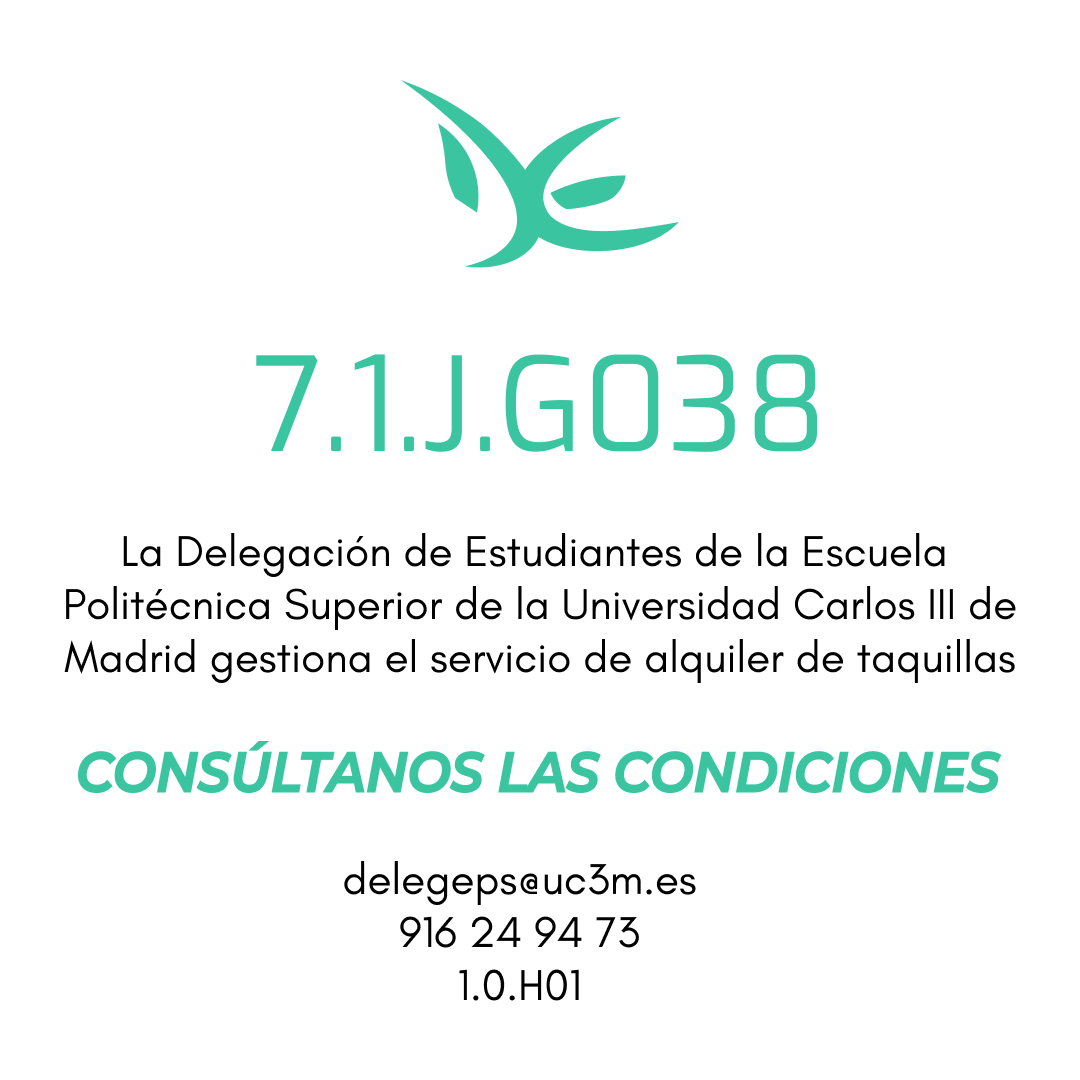 7.1.J.G038
La Delegación de Estudiantes de la Escuela
Politécnica Superior de la Universidad Carlos III de
Madrid gestiona el servicio de alquiler de taquillas
CONSÚLTANOS LAS CONDICIONES
delegeps@uc3m.es
916 24 94 73
1.0.H01